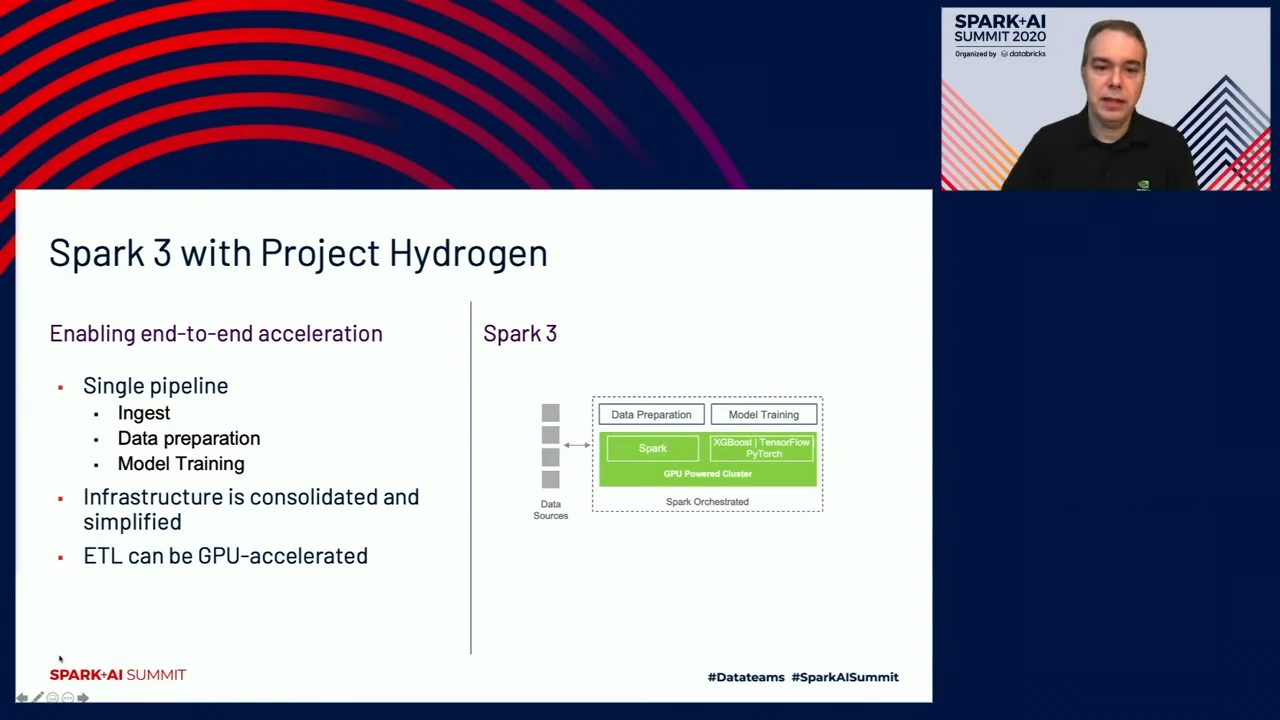 SPARK+AI
SUMMIT 2020
Organized by databricks
Spark 3 with Project Hydrogen
Enabling end-to-end acceleration
Single pipeline
Ingest
Data preparation
Model Training
Infrastructure is consolidated and
simplified
ETL can be GPU-accelerated
Spark 3
Data Preparation
Model Training
Spark
XGBoost | TensorFlow
PyTorch
GPU Powered Cluster
Spark Orchestrated
Data
Sources
SPARK+AI SUMMIT
#Datateams #SparkAISummit